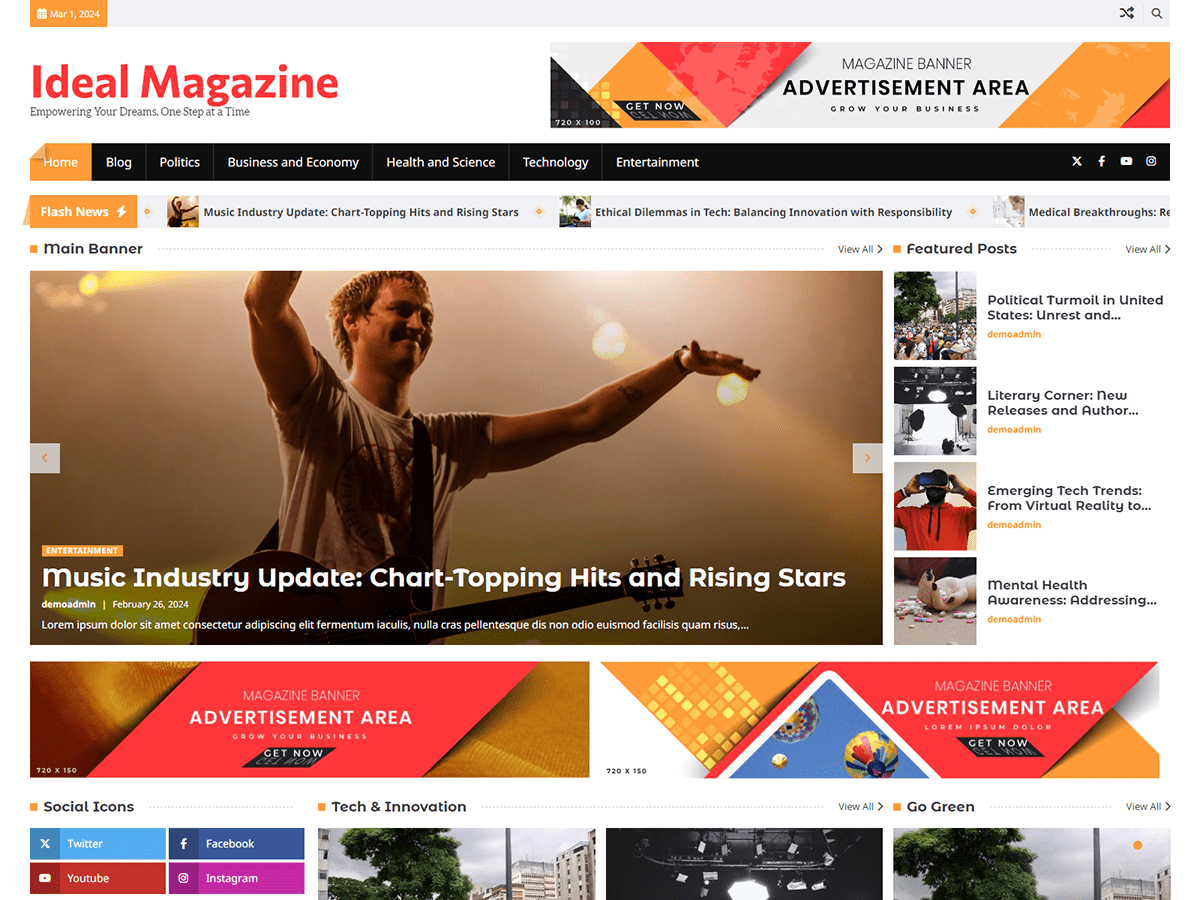 Mar 1, 2024
Ideal Magazine
Empowering Your Dreams, One Step at a Time
MAGAZINE BANNER
ADVERTISEMENT AREA
GROW YOUR BUSINESS
GET NOW
720 X 100
Home
Blog
Politics
Business and Economy
Health and Science
Technology
Entertainment
Flash News
Music Industry Update: Chart-Topping Hits and Rising Stars
Ethical Dilemmas in Tech: Balancing Innovation with Responsibility
Medical Breakthroughs: Re
Main Banner
View All
ENTERTAINMENT
Music Industry Update: Chart-Topping Hits and Rising Stars
demoadmin | February 26, 2024
Lorem ipsum dolor sit amet consectetur adipiscing elit fermentum iaculis, nulla cras pellentesque dis non odio euismod facilisis quam risus,...
Featured Posts
View All
Political Turmoil in United
States: Unrest and...
demoadmin
Literary Corner: New
Releases and Author...
demoadmin
Emerging Tech Trends:
From Virtual Reality to...
demoadmin
Mental Health
Awareness: Addressing...
demoadmin
MAGAZINE BANNER
ADVERTISEMENT AREA
GROW YOUR BUSINESS
GET NOW
720 X 150
MAGAZINE BANNER
ADVERTISEMENT AREA
LOREM IPSUM DOLOR
GET NOW
720 X 150
Social Icons
Twitter
Facebook
Youtube
Instagram
Tech & Innovation
View All
Go Green
View All